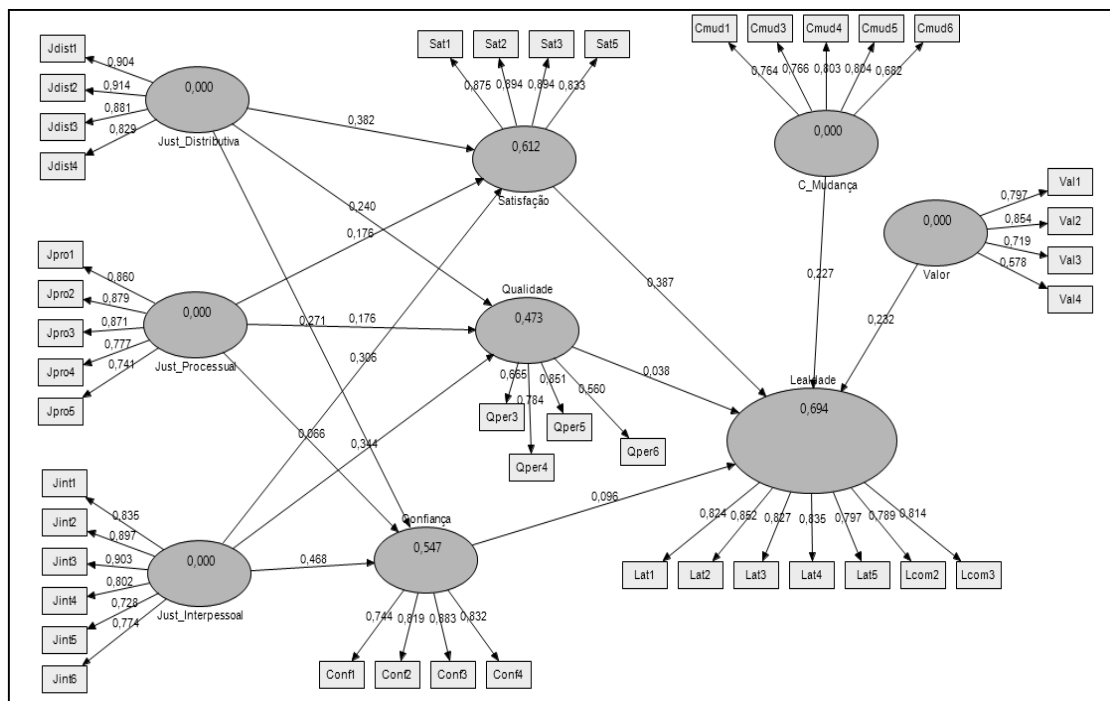 Jdist1
Jdist2
Jdist3
Jdist4
0,904
0,914
0,881
0,829
0,000
Just_Distributiva
Sat1
Sat2
Sat3
Sat5
0,875
0,894
0,894
0,833
0,612
Satisfação
Cmud1
Cmud3
Cmud4
Cmud5
Cmud6
0,764
0,766
0,803
0,804
0,682
0,000
C_Mudança
Val1
Val2
Val3
Val4
0,797
0,854
0,719
0,578
0,000
Valor
0,382
0,240
0,176
0,271
0,176
0,306
0,066
0,344
0,468
0,387
0,227
0,232
0,038
0,096
Jpro1
Jpro2
Jpro3
Jpro4
Jpro5
0,860
0,879
0,871
0,777
0,741
0,000
Just_Processual
Qualidade
0,473
0,665
0,784
0,851
0,560
Qper3
Qper4
Qper5
Qper6
Lealdade
0,694
0,824
0,852
0,827
0,835
0,797
0,789
0,814
Lat1
Lat2
Lat3
Lat4
Lat5
Lcom2
Lcom3
Jint1
Jint2
Jint3
Jint4
Jint5
Jint6
0,835
0,897
0,903
0,802
0,728
0,774
0,000
Just_Interpessoal
Confiança
0,547
0,744
0,819
0,883
0,832
Conf1
Conf2
Conf3
Conf4